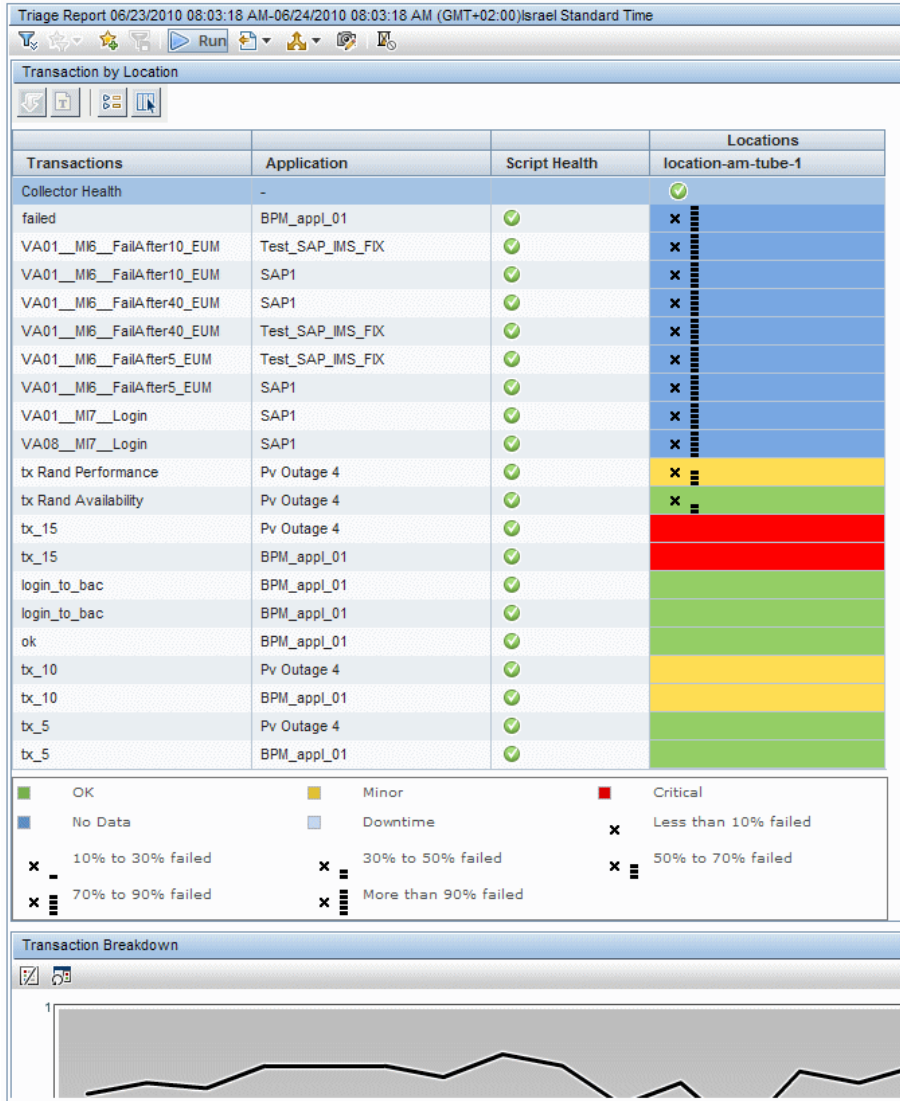 Triage Report 06/23/2010 08:03:18 AM-06/24/2010 08:03:18 AM (GMT+02:00)Israel Standard Time
Run
Transaction by Location
Locations
Transactions Application Script Health location-am-tube-1
Collector Health -
failed BPM_appl_01
VA01__MI6__FailAfter10_EUM Test_SAP_IMS_FIX
VA01__MI6__FailAfter10_EUM SAP1
VA01__MI6__FailAfter40_EUM SAP1
VA01__MI6__FailAfter40_EUM Test_SAP_IMS_FIX
VA01__MI6__FailAfter5_EUM Test_SAP_IMS_FIX
VA01__MI6__FailAfter5_EUM SAP1
VA01__MI7__Login SAP1
VA08__MI7__Login SAP1
tx Rand Performance Pv Outage 4
tx Rand Availability Pv Outage 4
tx_15 Pv Outage 4
tx_15 BPM_appl_01
login_to_bac BPM_appl_01
login_to_bac BPM_appl_01
ok BPM_appl_01
tx_10 Pv Outage 4
tx_10 BPM_appl_01
tx_5 Pv Outage 4
tx_5 BPM_appl_01
OK Minor Critical
No Data Downtime Less than 10% failed
10% to 30% failed 30% to 50% failed 50% to 70% failed
70% to 90% failed More than 90% failed
Transaction Breakdown
1